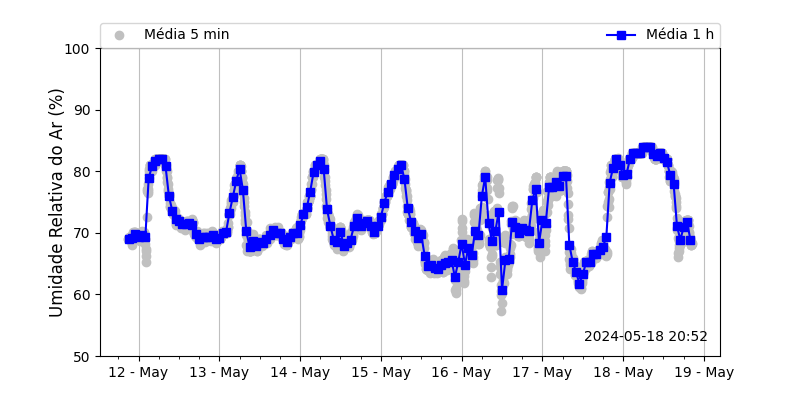 Média 5 min
Média 1 h
Umidade Relativa do Ar (%)
100
90
80
70
60
50
2024-05-18 20:52
12 - May
13 - May
14 - May
15 - May
16 - May
17 - May
18 - May
19 - May